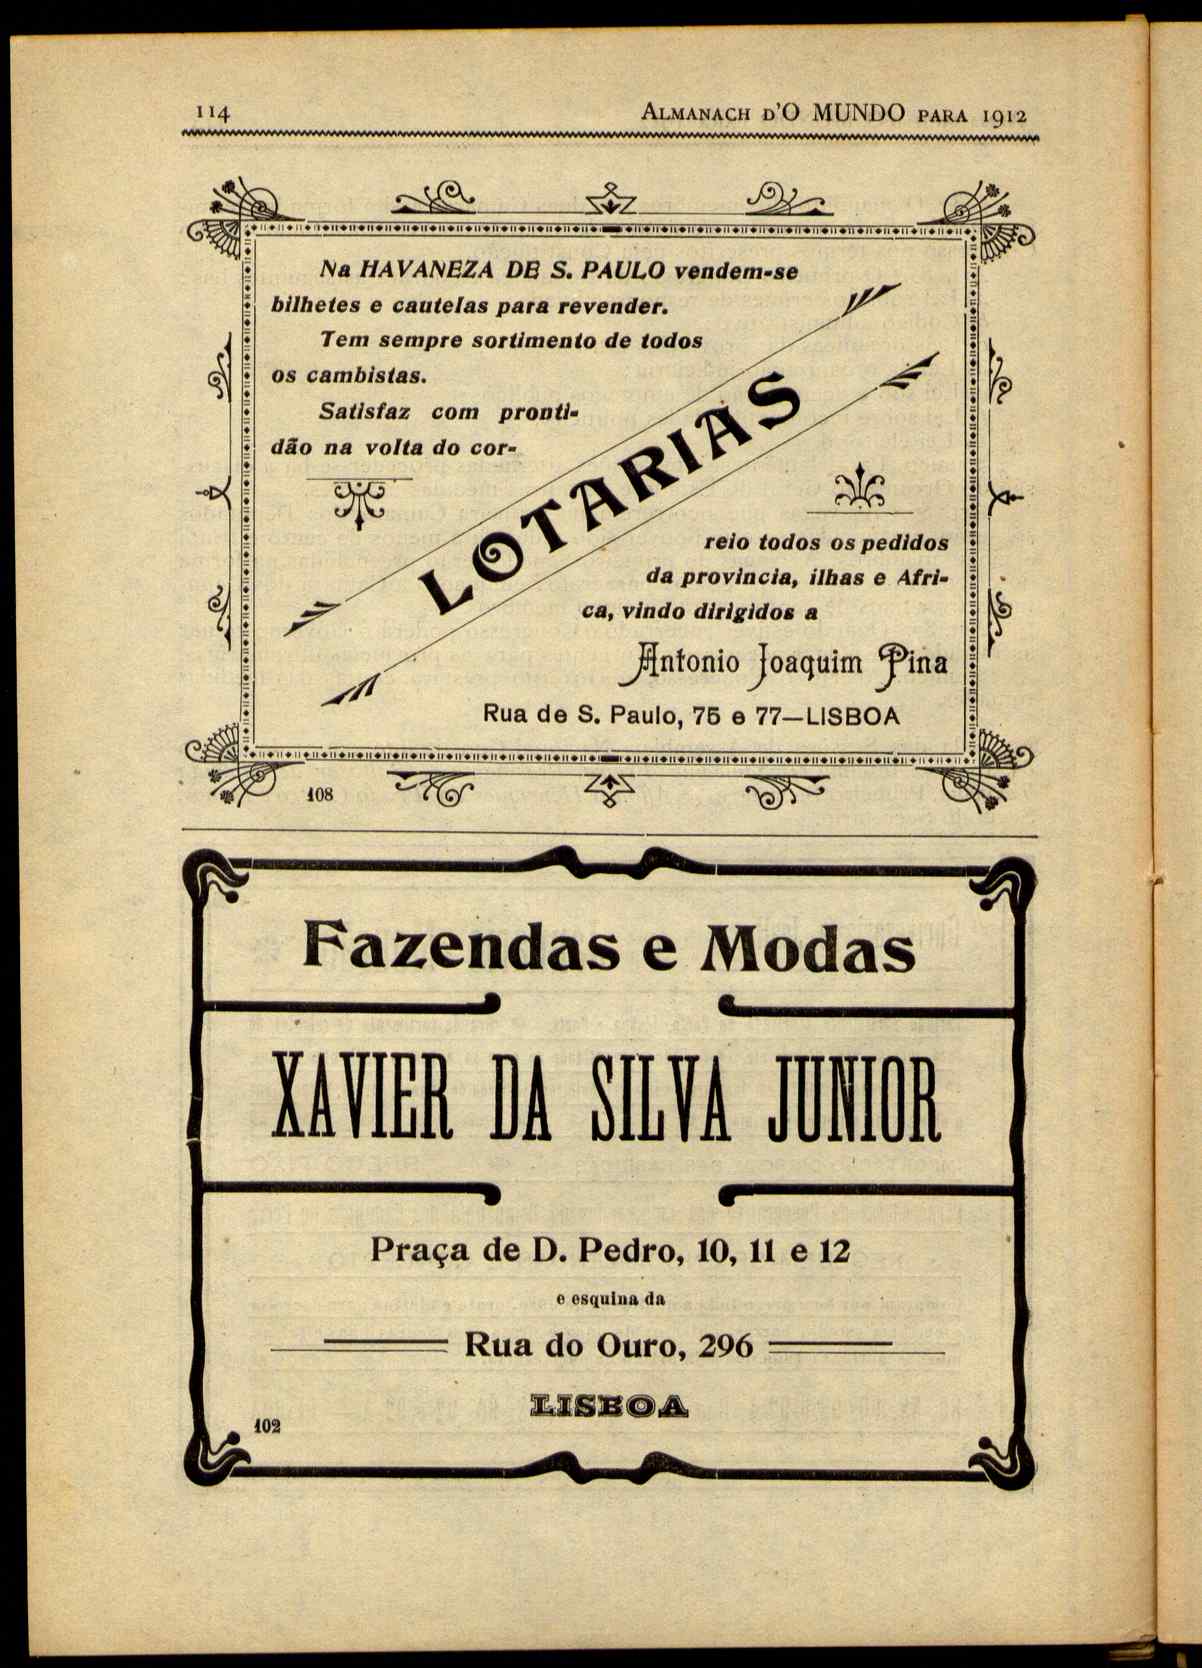 114
ALMANACH D'O MUNDO PARA 1912
Na HAVANEZA DE S. PAULO vendem-se
bilhetes e cautelas para revender.
Tem sempre sortimento de todos
os cambistas.
Satisfaz com pronti-
dão na volta do cor-
LOTARIAS
reio todos os pedidos
da provincia, ilhas e Afri-
ca, vindo dirigidos a
Antonio Joaquim Pina
Rua de S. Paulo, 75 e 77—LISBOA
108
Fazendas e Modas
XAVIER DA SILVA JUNIOR
Praça de D. Pedro, 10, 11 e 12
e esquina da
Rua do Ouro, 296
LISBOA
102